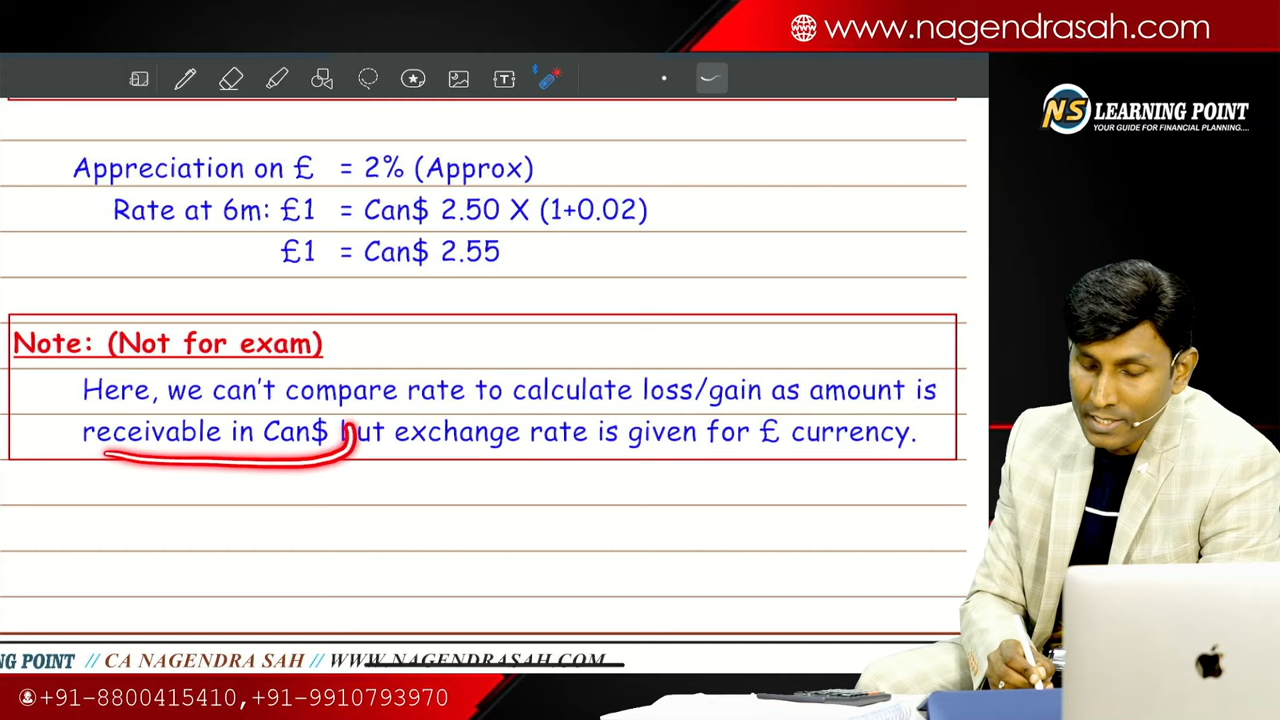 www.nagendrasah.com
NS LEARNING POINT
YOUR GUIDE FOR FINANCIAL PLANNING....
T
Appreciation on £ = 2% (Approx)
Rate at 6m: £1 = Can$ 2.50 X (1+0.02)
£1 = Can$ 2.55
Note: (Not for exam)
Here, we can't compare rate to calculate loss/gain as amount is
receivable in Can$ but exchange rate is given for £ currency.
NG POINT // CA NAGENDRA SAH // WWW.NAGENDRASAH.COM
+91-8800415410,+91-9910793970